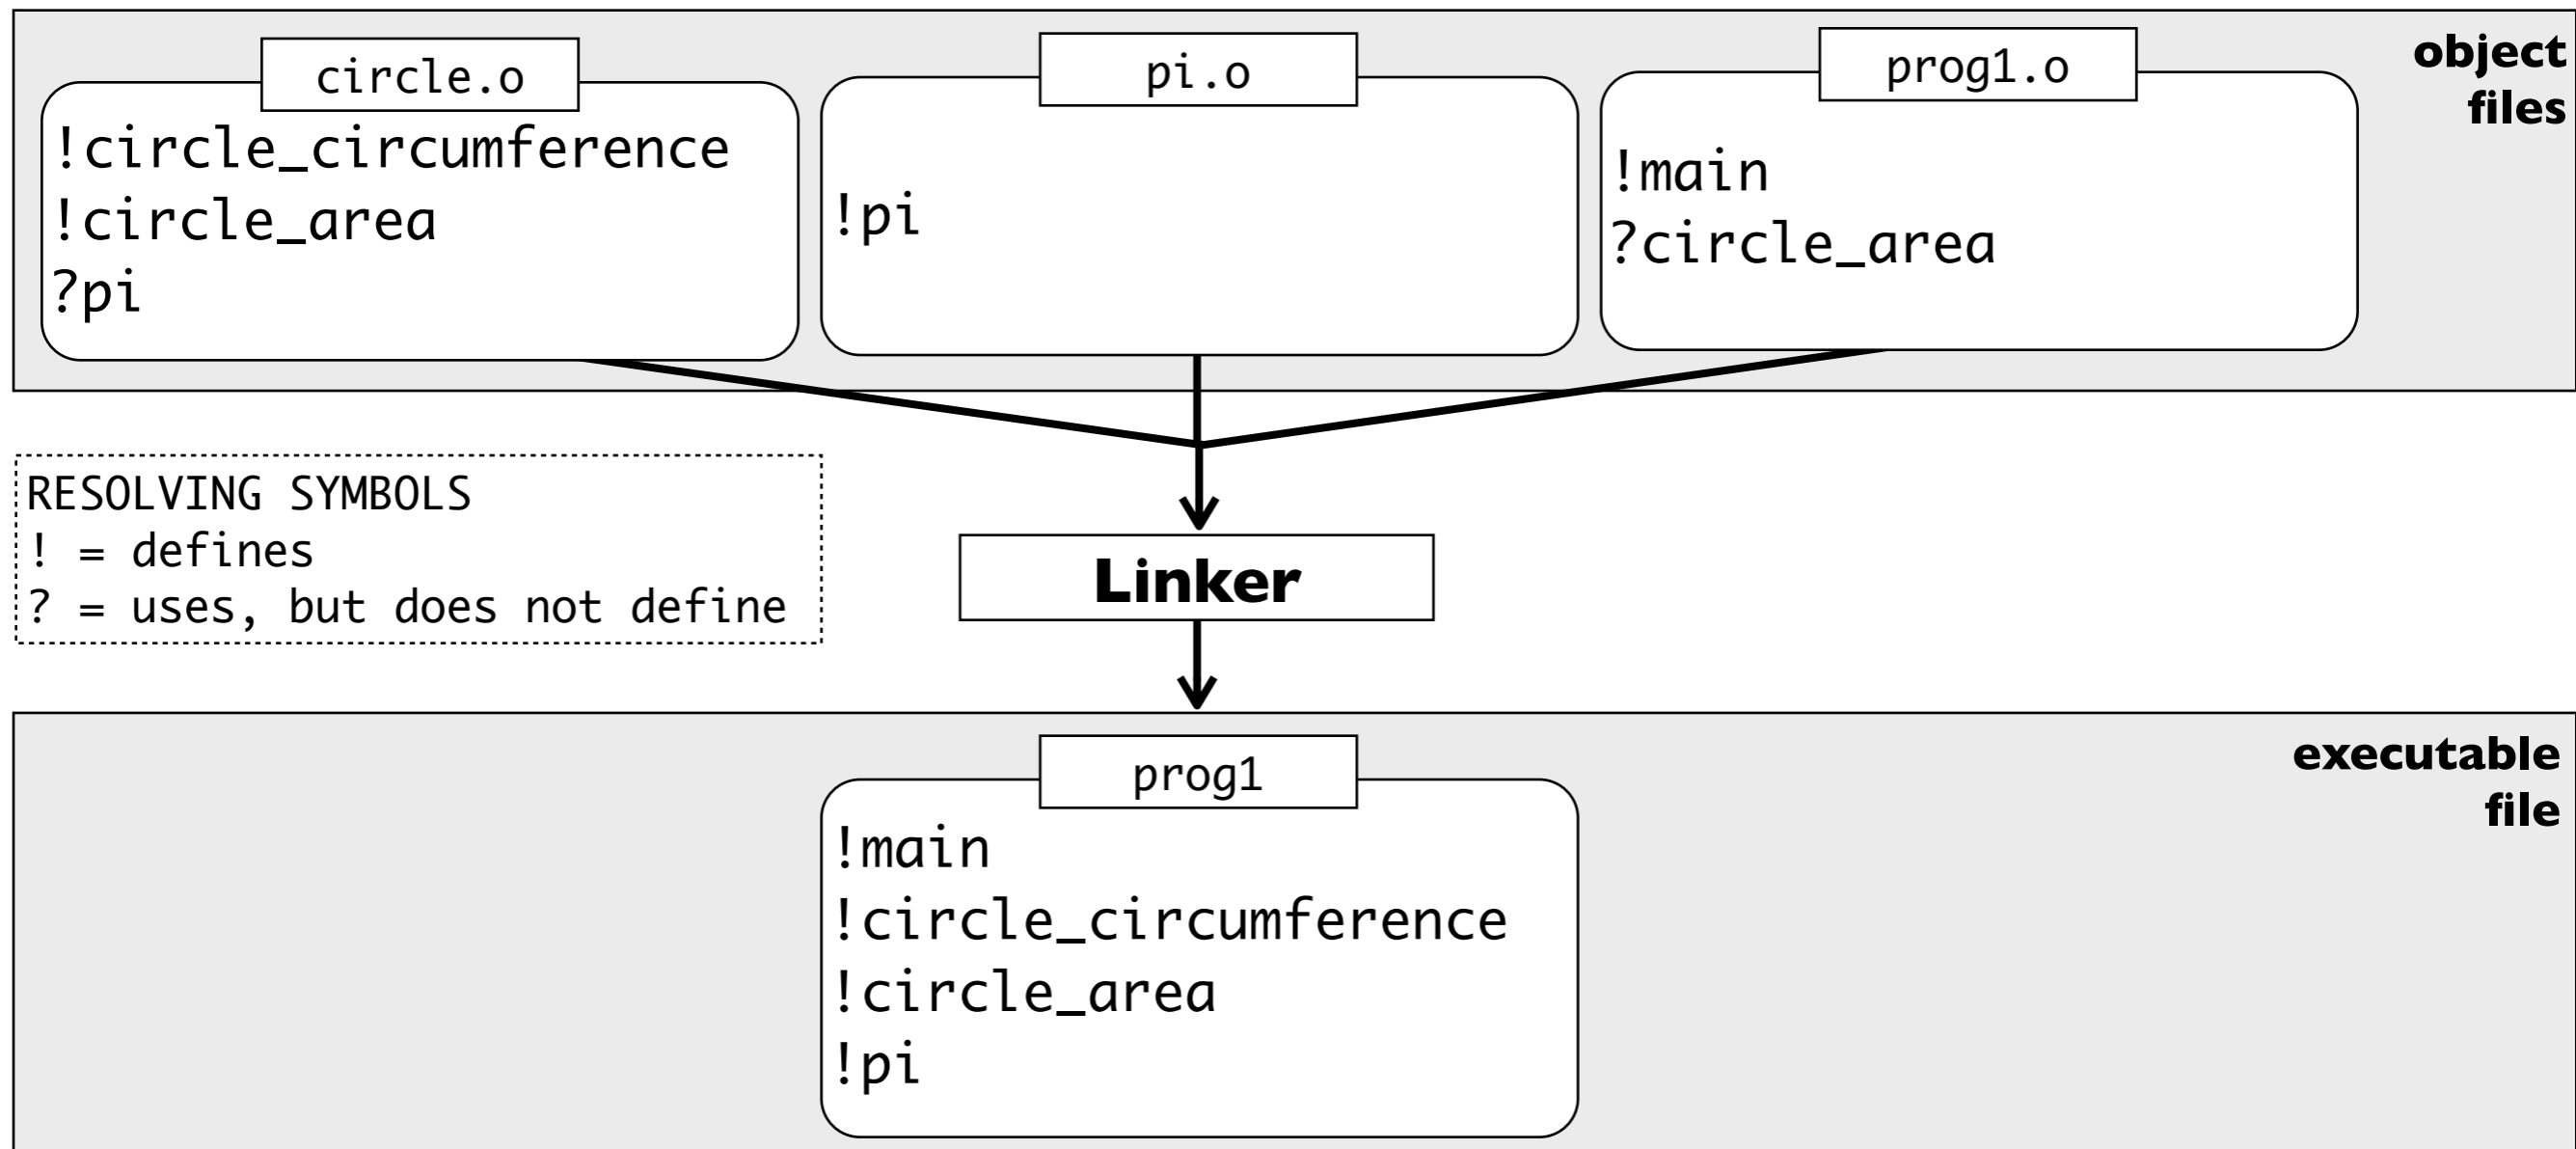 object
files
circle.o
!circle_circumference
!circle_area
?pi
pi.o
!pi
prog1.o
!main
?circle_area
RESOLVING SYMBOLS
! = defines
? = uses, but does not define
Linker
executable
file
prog1
!main
!circle_circumference
!circle_area
!pi